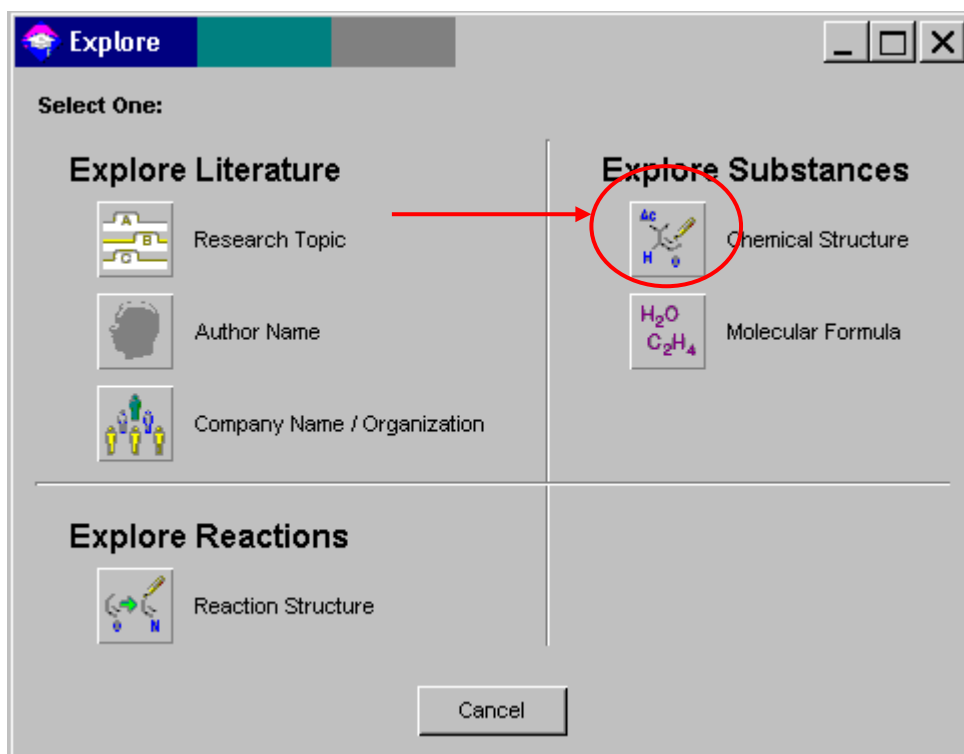 Explore
Select One:
Explore Literature
A
B
C
Research Topic
Author Name
Company Name / Organization
Explore Substances
Ac
H O
Chemical Structure
H₂O
C₂H₄
Molecular Formula
Explore Reactions
O N
Reaction Structure
Cancel